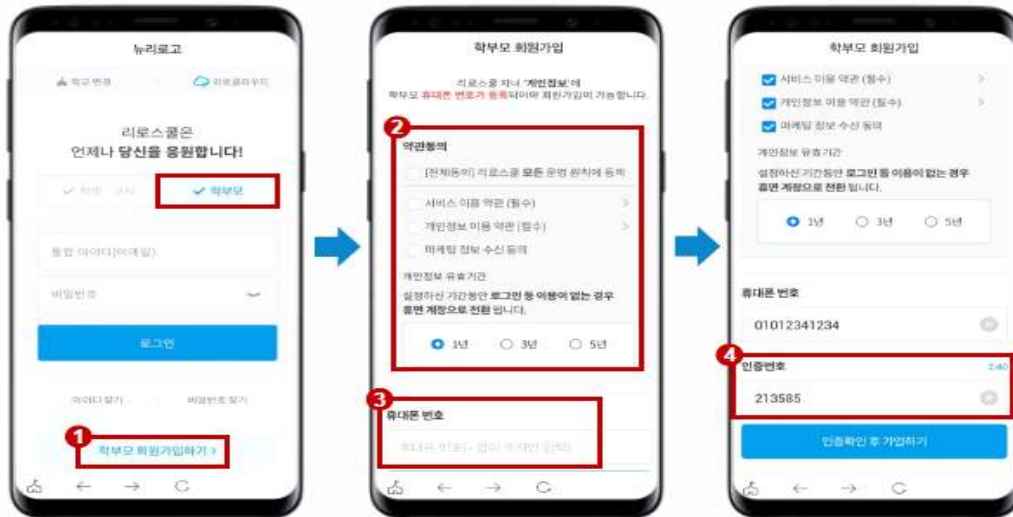 뉴리로고
학교 변경
리로클라우드
리로스쿨은
언제나 당신을 응원합니다!
학생 · 교사
학부모
통합 아이디(이메일)
비밀번호
로그인
아이디 찾기
비밀번호 찾기
1
학부모 회원가입하기 >
학부모 회원가입
리로스쿨 자녀 '개인정보'에
학부모 휴대폰 번호가 등록되어야 회원가입이 가능합니다.
2
약관동의
[전체동의] 리로스쿨 모든 운영 원칙에 동의
서비스 이용 약관 (필수) >
개인정보 이용 약관 (필수) >
마케팅 정보 수신 동의
개인정보 유효기간
설정하신 기간동안 로그인 등 이용이 없는 경우
휴면 계정으로 전환 됩니다.
1년 3년 5년
3
휴대폰 번호
휴대폰 번호(- 없이 숫자만 입력)
학부모 회원가입
서비스 이용 약관 (필수) >
개인정보 이용 약관 (필수) >
마케팅 정보 수신 동의
개인정보 유효기간
설정하신 기간동안 로그인 등 이용이 없는 경우
휴면 계정으로 전환 됩니다.
1년 3년 5년
휴대폰 번호
01012341234
4
인증번호 2:40
213585
인증확인 후 가입하기